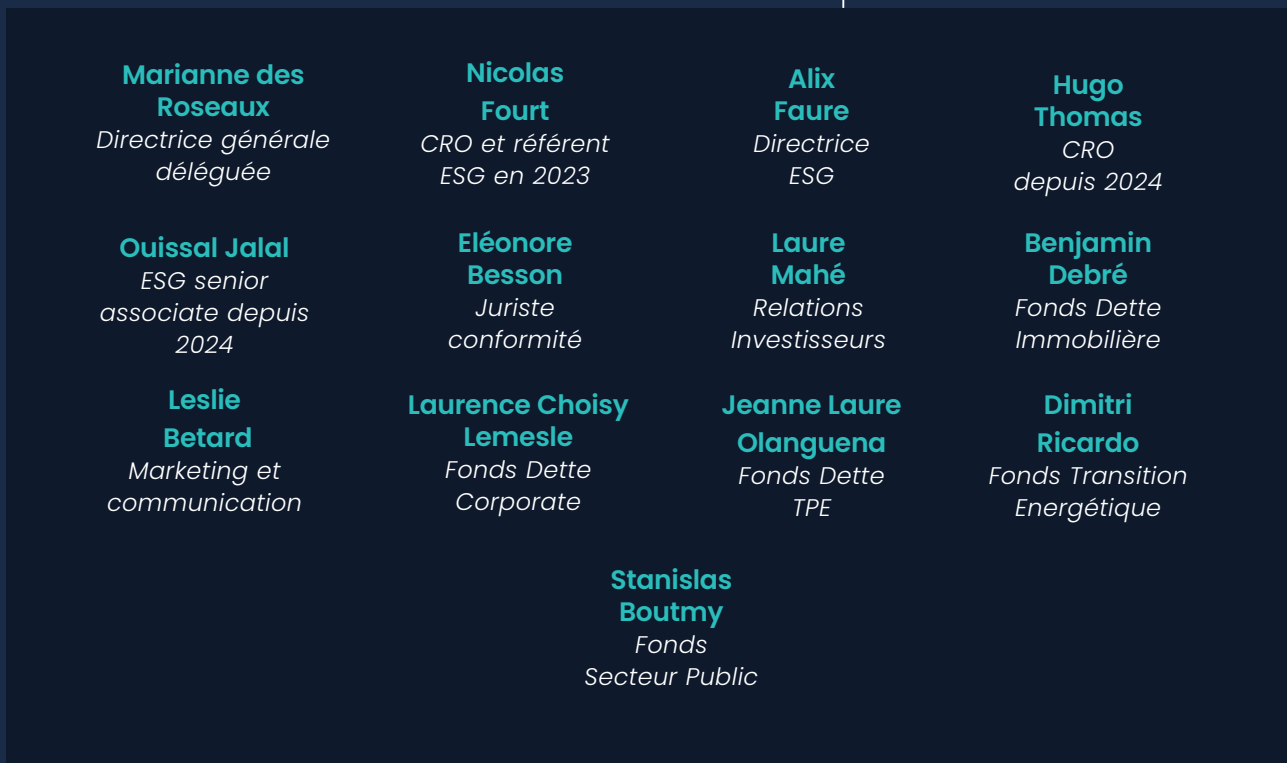 Marianne des
Roseaux
Directrice générale
déléguée
Nicolas
Fourt
CRO et référent
ESG en 2023
Alix
Faure
Directrice
ESG
Hugo
Thomas
CRO
depuis 2024
Ouissal Jalal
ESG senior
associate depuis
2024
Eléonore
Besson
Juriste
conformité
Laure
Mahé
Relations
Investisseurs
Benjamin
Debré
Fonds Dette
Immobilière
Leslie
Betard
Marketing et
communication
Laurence Choisy
Lemesle
Fonds Dette
Corporate
Jeanne Laure
Olanguena
Fonds Dette
TPE
Dimitri
Ricardo
Fonds Transition
Energétique
Stanislas
Boutmy
Fonds
Secteur Public